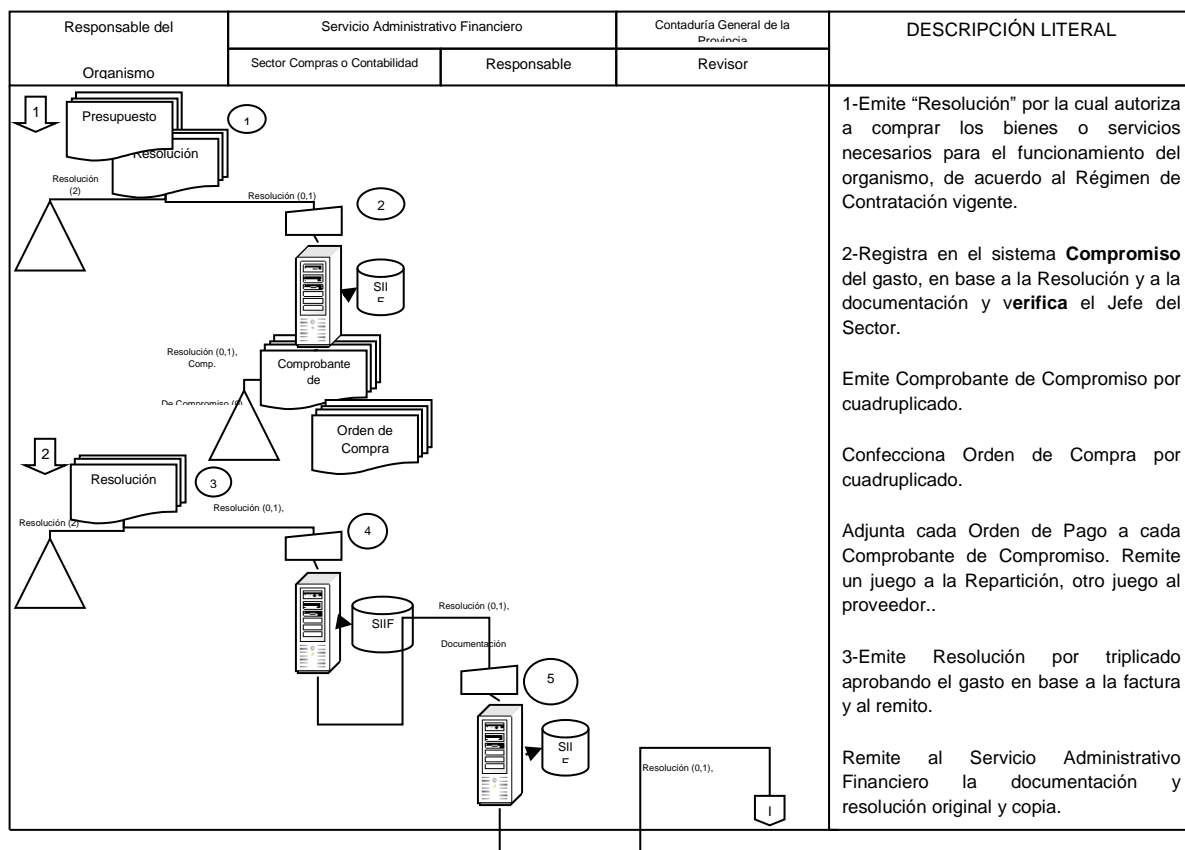 Responsable del
Organismo
Servicio Administrativo Financiero
Contaduría General de la
Provincia
DESCRIPCIÓN LITERAL
Sector Compras o Contabilidad
Responsable
Revisor
1
Presupuesto
1
Resolución
Resolución
(2)
Resolución (0,1)
2
SII
F
Resolución (0,1),
Comp.
De Compromiso (0)
Comprobante
de
Orden de
Compra
2
Resolución
3
Resolución (0,1),
Resolución (2)
4
SIIF
Resolución (0,1),
Documentación
5
SII
F
Resolución (0,1),
I
1-Emite “Resolución” por la cual autoriza
a comprar los bienes o servicios
necesarios para el funcionamiento del
organismo, de acuerdo al Régimen de
Contratación vigente.
2-Registra en el sistema Compromiso
del gasto, en base a la Resolución y a la
documentación y verifica el Jefe del
Sector.
Emite Comprobante de Compromiso por
cuadruplicado.
Confecciona Orden de Compra por
cuadruplicado.
Adjunta cada Orden de Pago a cada
Comprobante de Compromiso. Remite
un juego a la Repartición, otro juego al
proveedor..
3-Emite Resolución por triplicado
aprobando el gasto en base a la factura
y al remito.
Remite al Servicio Administrativo
Financiero la documentación y
resolución original y copia.